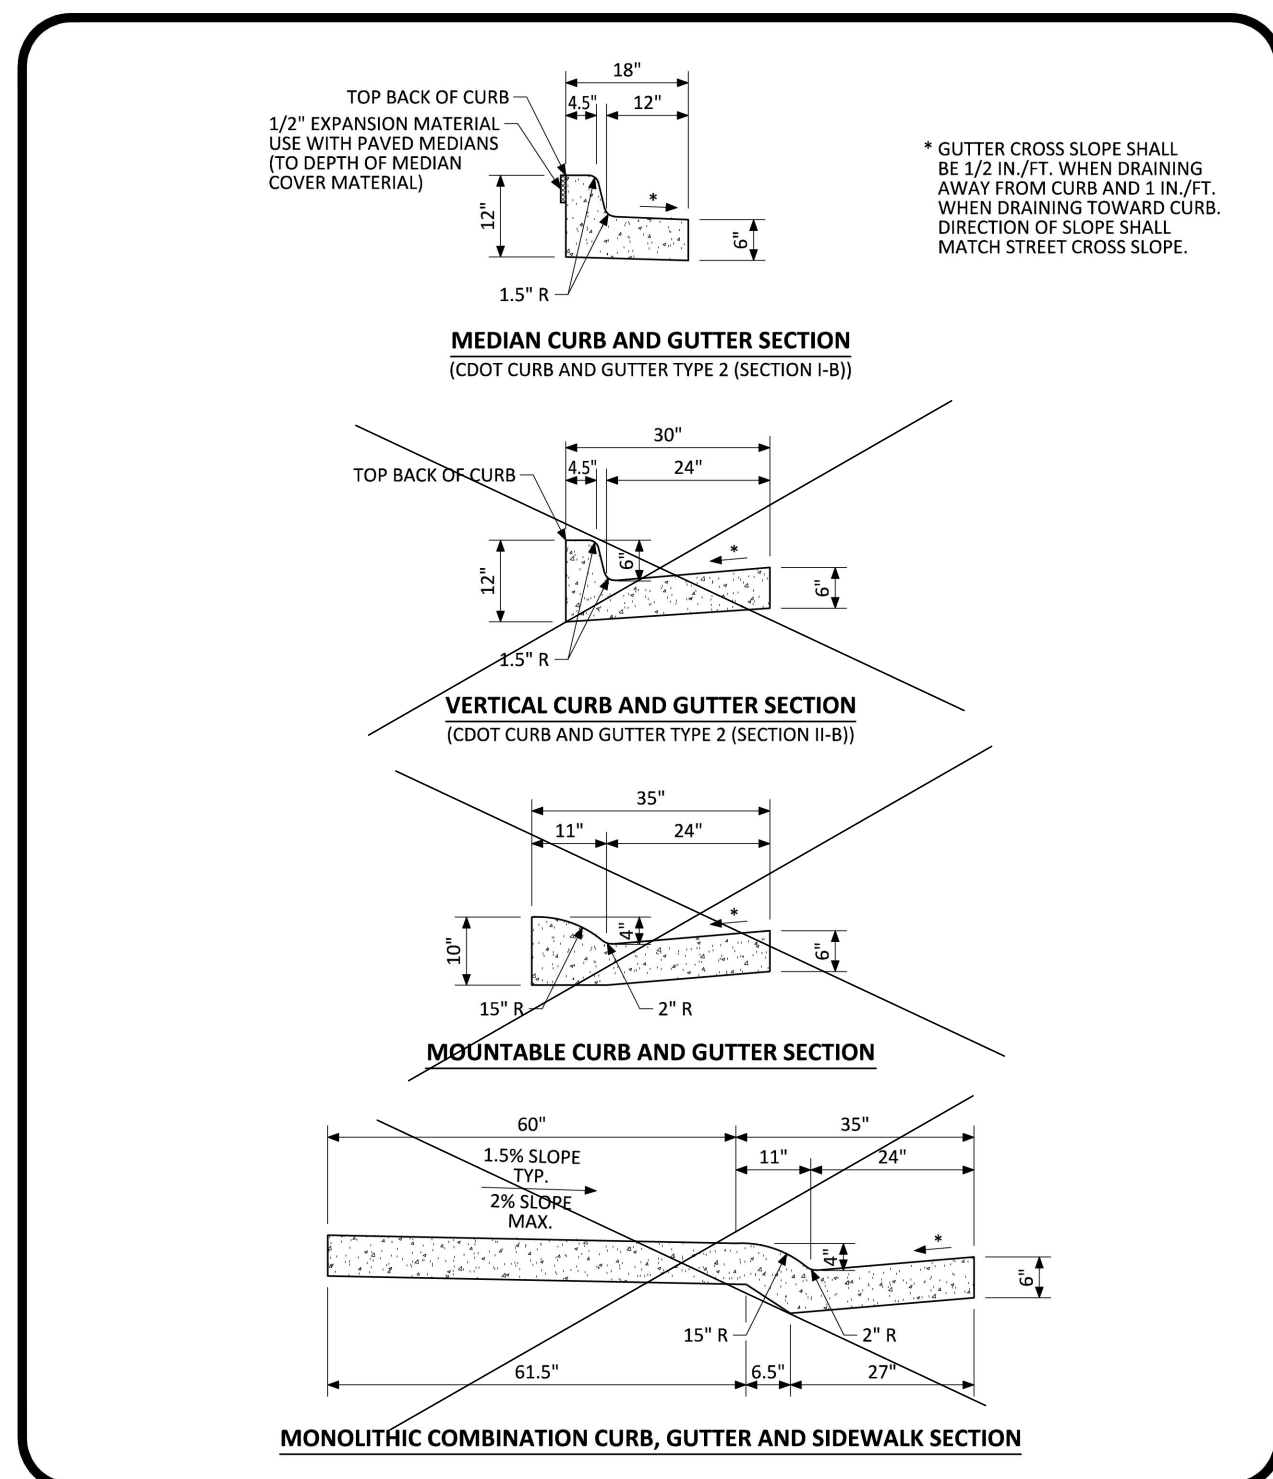 18"
TOP BACK OF CURB
4.5" 12"
1/2" EXPANSION MATERIAL
USE WITH PAVED MEDIANS
(TO DEPTH OF MEDIAN
COVER MATERIAL)
* GUTTER CROSS SLOPE SHALL
BE 1/2 IN./FT. WHEN DRAINING
AWAY FROM CURB AND 1 IN./FT.
WHEN DRAINING TOWARD CURB.
DIRECTION OF SLOPE SHALL
MATCH STREET CROSS SLOPE.
*
12"
6"
1.5" R
MEDIAN CURB AND GUTTER SECTION
(CDOT CURB AND GUTTER TYPE 2 (SECTION I-B))
30"
TOP BACK OF CURB
4.5" 24"
*
12"
6"
6"
1.5" R
VERTICAL CURB AND GUTTER SECTION
(CDOT CURB AND GUTTER TYPE 2 (SECTION II-B))
35"
11" 24"
*
10"
4"
6"
15" R
2" R
MOUNTABLE CURB AND GUTTER SECTION
60" 35"
1.5% SLOPE
TYP.
11" 24"
2% SLOPE
MAX.
*
4"
6"
15" R
2" R
61.5" 6.5" 27"
MONOLITHIC COMBINATION CURB, GUTTER AND SIDEWALK SECTION